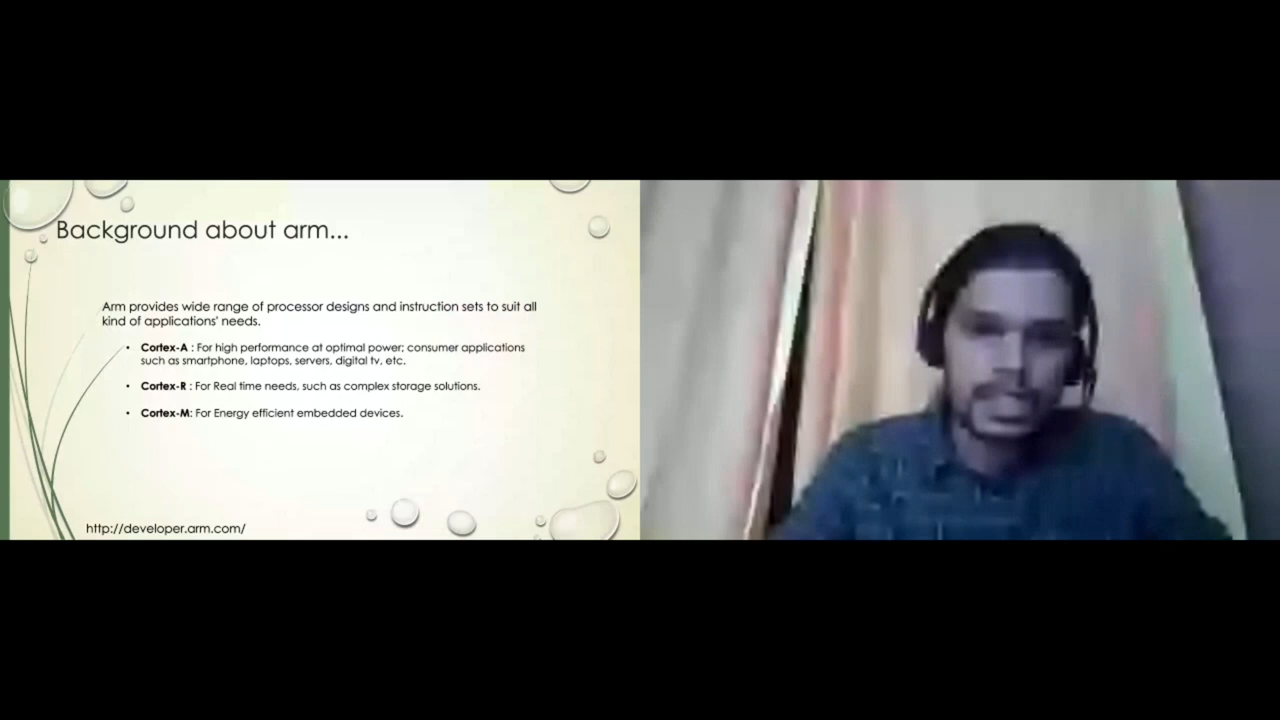 Background about arm...
Arm provides wide range of processor designs and instruction sets to suit all
kind of applications' needs.
• Cortex-A : For high performance at optimal power; consumer applications
such as smartphone, laptops, servers, digital tv, etc.
• Cortex-R : For Real time needs, such as complex storage solutions.
• Cortex-M: For Energy efficient embedded devices.
http://developer.arm.com/